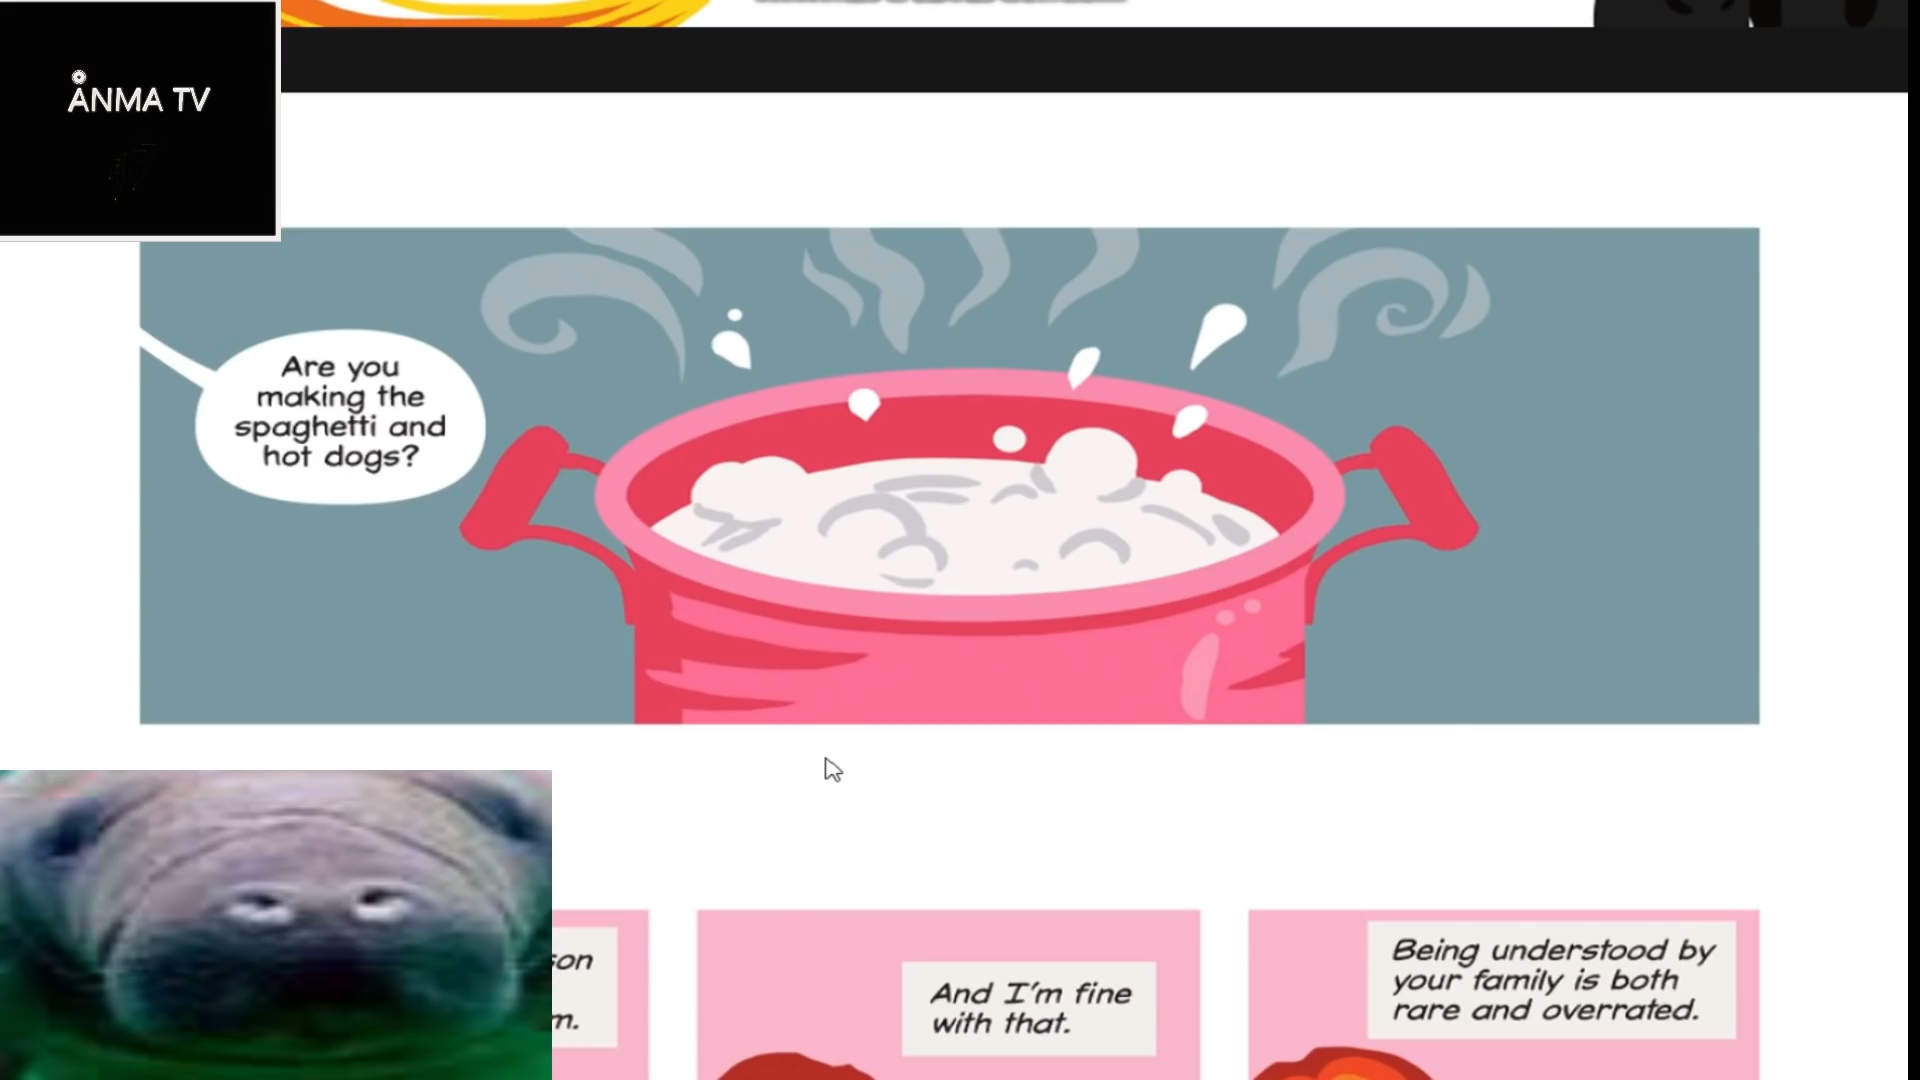 ANMA TV
Are you
making the
spaghetti and
hot dogs?
And I'm fine
with that.
Being understood by
your family is both
rare and overrated.